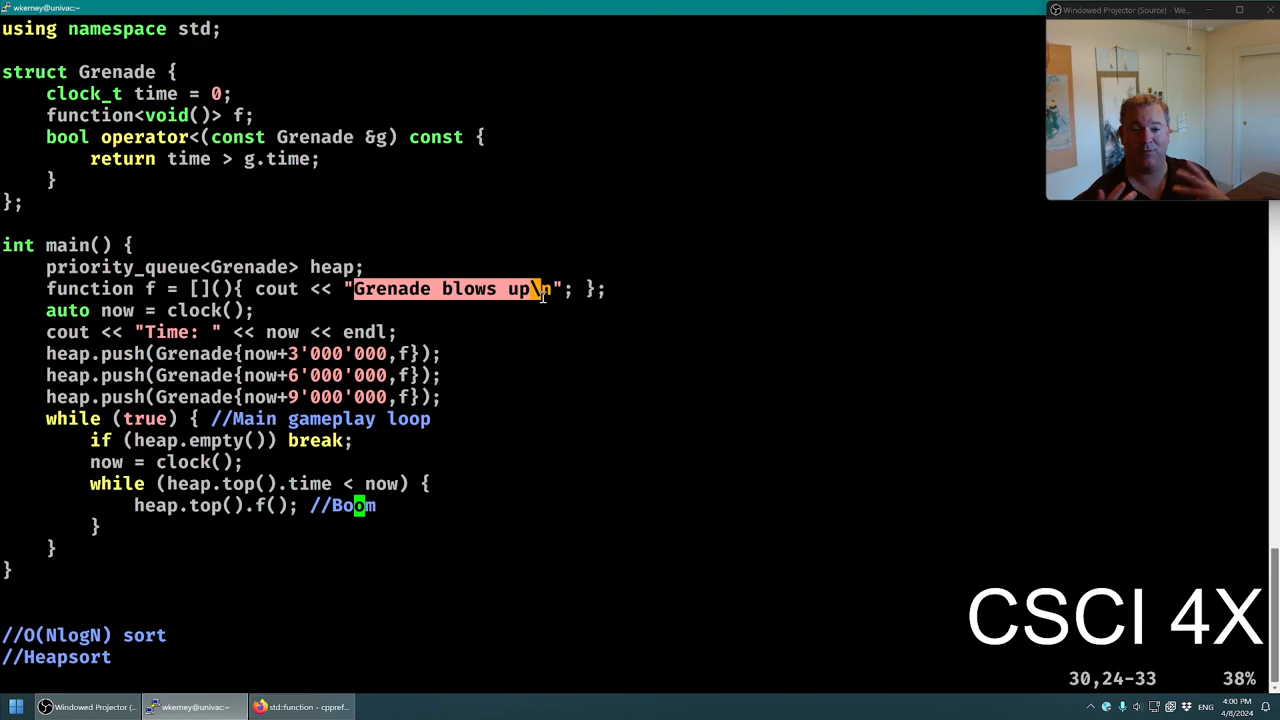 wkerney@univac:~
Windowed Projector (Source) - We...
using namespace std;
struct Grenade {
    clock_t time = 0;
    function<void()> f;
    bool operator<(const Grenade &g) const {
        return time > g.time;
    }
};
int main() {
    priority_queue<Grenade> heap;
    function f = [](){ cout << "Grenade blows up\n"; };
    auto now = clock();
    cout << "Time: " << now << endl;
    heap.push(Grenade{now+3'000'000,f});
    heap.push(Grenade{now+6'000'000,f});
    heap.push(Grenade{now+9'000'000,f});
    while (true) { //Main gameplay loop
        if (heap.empty()) break;
        now = clock();
        while (heap.top().time < now) {
            heap.top().f(); //Boom
        }
    }
}
//O(NlogN) sort
//Heapsort
CSCI 4X
30,24-33 38%
Windowed Projector (... wkerney@univac:~ std::function - cppref...
ENG 4:00 PM
4/8/2024